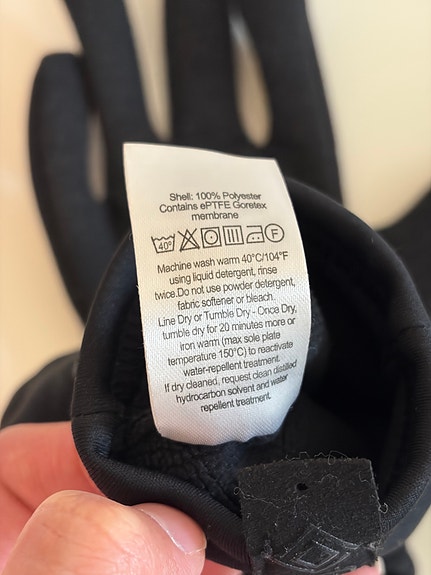 Shell: 100% Polyester
Contains ePTFE Goretex
membrane
40° F
Machine wash warm 40°C/104°F
using liquid detergent, rinse
twice.Do not use powder detergent,
fabric softener or bleach.
Line Dry or Tumble Dry - Once Dry,
tumble dry for 20 minutes more or
iron warm (max sole plate
temperature 150°C) to reactivate
water-repellent treatment.
If dry cleaned, request clean distilled
hydrocarbon solvent and water
repellent treatment.